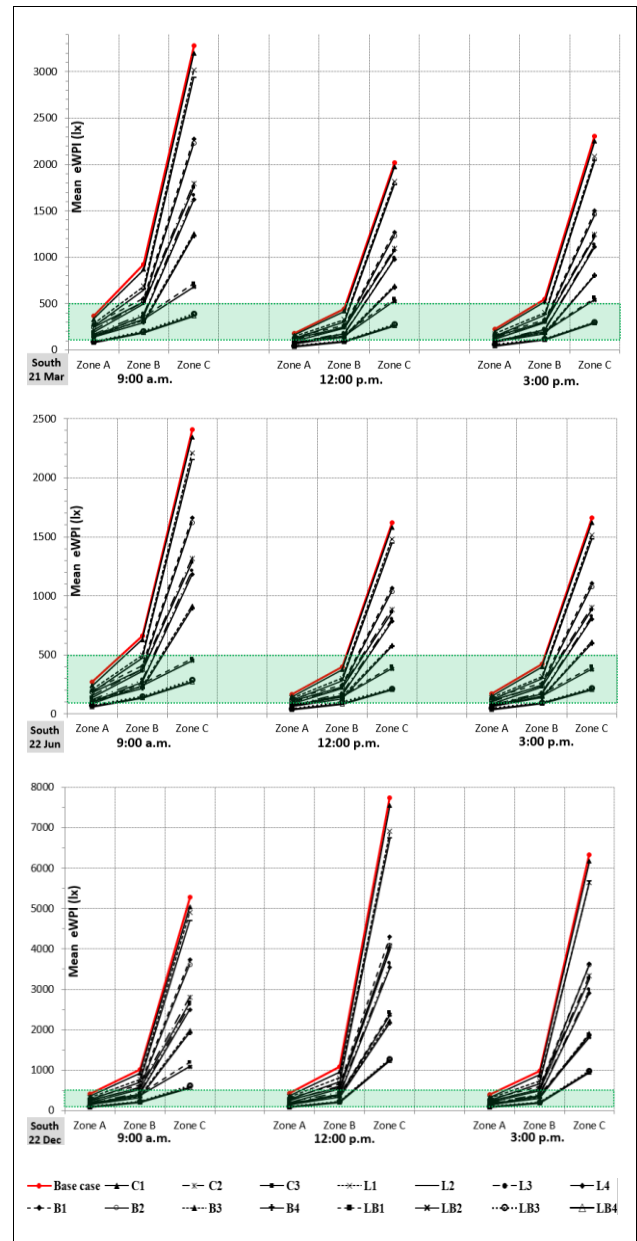 3000
2500
2000
1500
1000
500
0
Mean eWPI (lx)
South
21 Mar
Zone A Zone B Zone C Zone A Zone B Zone C Zone A Zone B Zone C
9:00 a.m. 12:00 p.m. 3:00 p.m.
2500
2000
1500
1000
500
0
Mean eWPI (lx)
South
22 Jun
Zone A Zone B Zone C Zone A Zone B Zone C Zone A Zone B Zone C
9:00 a.m. 12:00 p.m. 3:00 p.m.
8000
7000
6000
5000
4000
3000
2000
1000
0
Mean eWPI (lx)
South
22 Dec
Zone A Zone B Zone C Zone A Zone B Zone C Zone A Zone B Zone C
9:00 a.m. 12:00 p.m. 3:00 p.m.
Base case C1 C2 C3 L1 L2 L3 L4
B1 B2 B3 B4 LB1 LB2 LB3 LB4